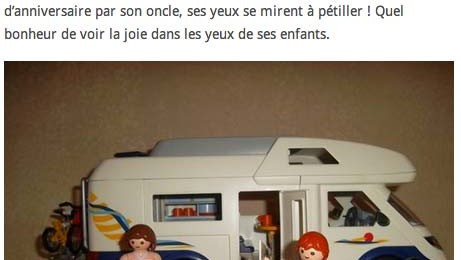 d’anniversaire par son oncle, ses yeux se mirent à pétiller ! Quel
bonheur de voir la joie dans les yeux de ses enfants.